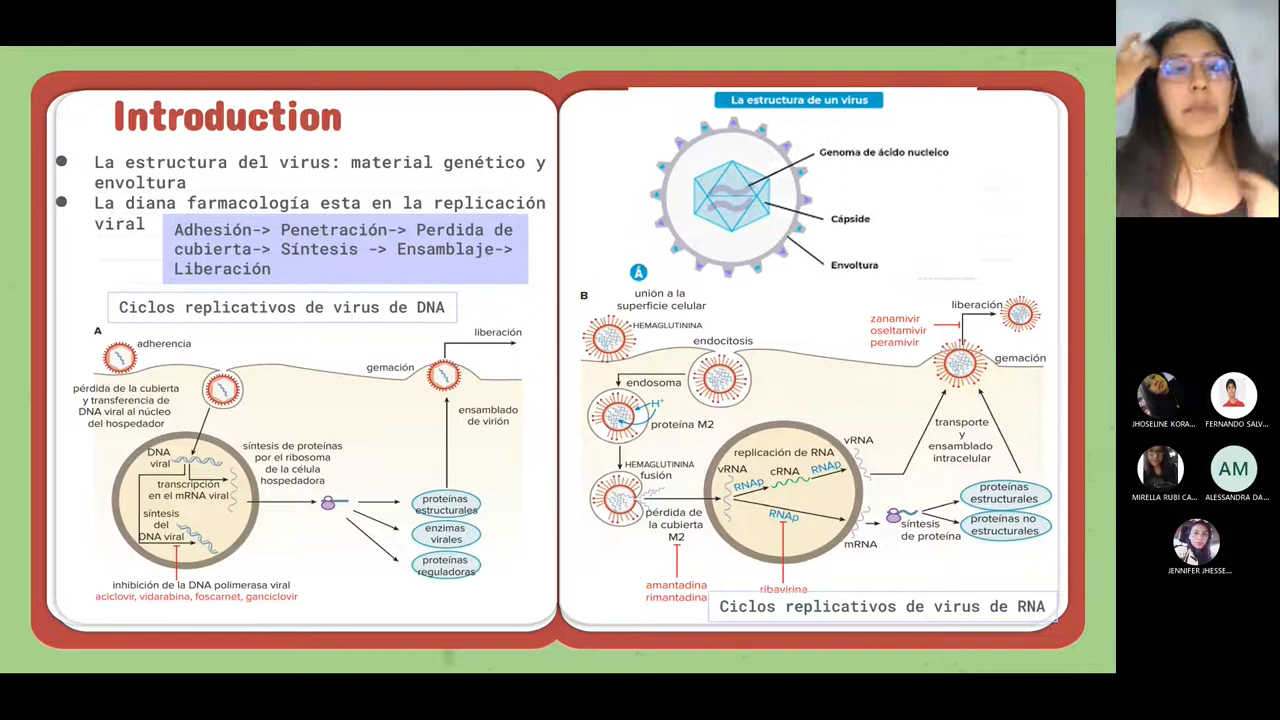 Introduction
La estructura del virus: material genético y
envoltura
La diana farmacología esta en la replicación
viral
Adhesión-> Penetración-> Perdida de
cubierta-> Síntesis -> Ensamblaje->
Liberación
Ciclos replicativos de virus de DNA
A
adherencia
liberación
gemación
pérdida de la cubierta
y transferencia de
DNA viral al núcleo
del hospedador
ensamblado
de virión
DNA
viral
transcripción
en el mRNA viral
síntesis
del
DNA viral
síntesis de proteínas
por el ribosoma
de la célula
hospedadora
proteínas
estructurales
enzimas
virales
proteínas
reguladoras
inhibición de la DNA polimerasa viral
aciclovir, vidarabina, foscarnet, ganciclovir
La estructura de un virus
Genoma de ácido nucleico
Cápside
Envoltura
Á
B
unión a la
superficie celular
HEMAGLUTININA
endocitosis
endosoma
H+
proteína M2
HEMAGLUTININA
fusión
pérdida de
la cubierta
M2
amantadina
rimantadina
replicación de RNA
vRNA
RNAp
cRNA
RNAp
vRNA
RNAp
mRNA
ribavirina
síntesis
de proteína
proteínas
estructurales
proteínas no
estructurales
transporte
y
ensamblado
intracelular
zanamivir
oseltamivir
peramivir
liberación
gemación
Ciclos replicativos de virus de RNA
JHOSELINE KORA...
FERNANDO SALV...
MIRELLA RUBI CA...
AM
ALESSANDRA DA...
JENNIFER JHESSE...